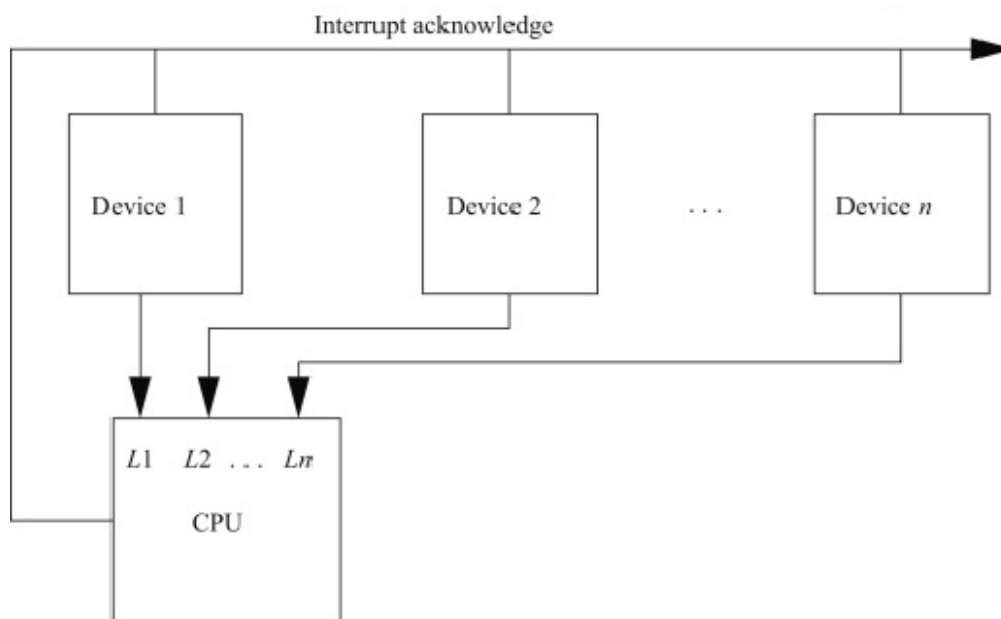 Interrupt acknowledge
Device 1
Device 2
. . .
Device n
L1 L2 . . . Ln
CPU